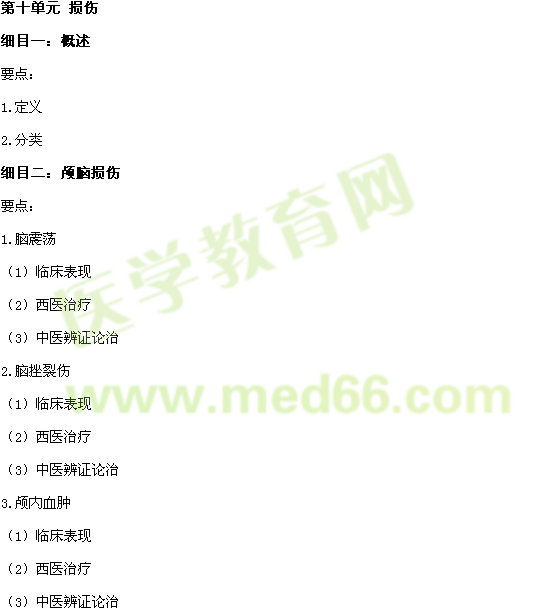 第十单元 损伤
细目一：概述
要点：
1.定义
2.分类
细目二：颅脑损伤
要点：
1.脑震荡
（1）临床表现
（2）西医治疗
（3）中医辨证论治
2.脑挫裂伤
（1）临床表现
（2）西医治疗
（3）中医辨证论治
3.颅内血肿
（1）临床表现
（2）西医治疗
（3）中医辨证论治
医学教育网
www.med66.com